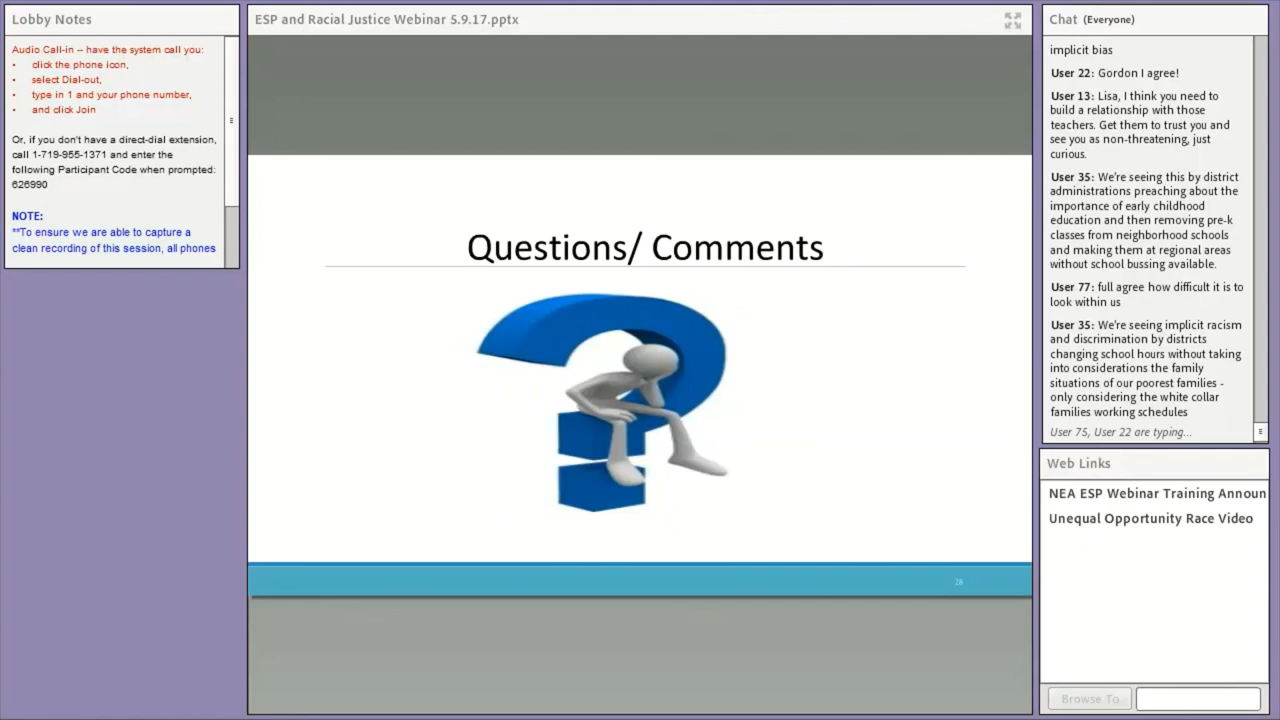 Lobby Notes
Audio Call-in -- have the system call you:
• click the phone icon,
• select Dial-out,
• type in 1 and your phone number,
• and click Join
Or, if you don't have a direct-dial extension,
call 1-719-955-1371 and enter the
following Participant Code when prompted:
626990
NOTE:
**To ensure we are able to capture a
clean recording of this session, all phones
ESP and Racial Justice Webinar 5.9.17.pptx
Questions/ Comments
28
Chat (Everyone)
implicit bias
User 22: Gordon I agree!
User 13: Lisa, I think you need to
build a relationship with those
teachers. Get them to trust you and
see you as non-threatening, just
curious.
User 35: We're seeing this by district
administrations preaching about the
importance of early childhood
education and then removing pre-k
classes from neighborhood schools
and making them at regional areas
without school bussing available.
User 77: full agree how difficult it is to
look within us
User 35: We're seeing implicit racism
and discrimination by districts
changing school hours without taking
into considerations the family
situations of our poorest families -
only considering the white collar
families working schedules
User 75, User 22 are typing...
Web Links
NEA ESP Webinar Training Announ
Unequal Opportunity Race Video
Browse To